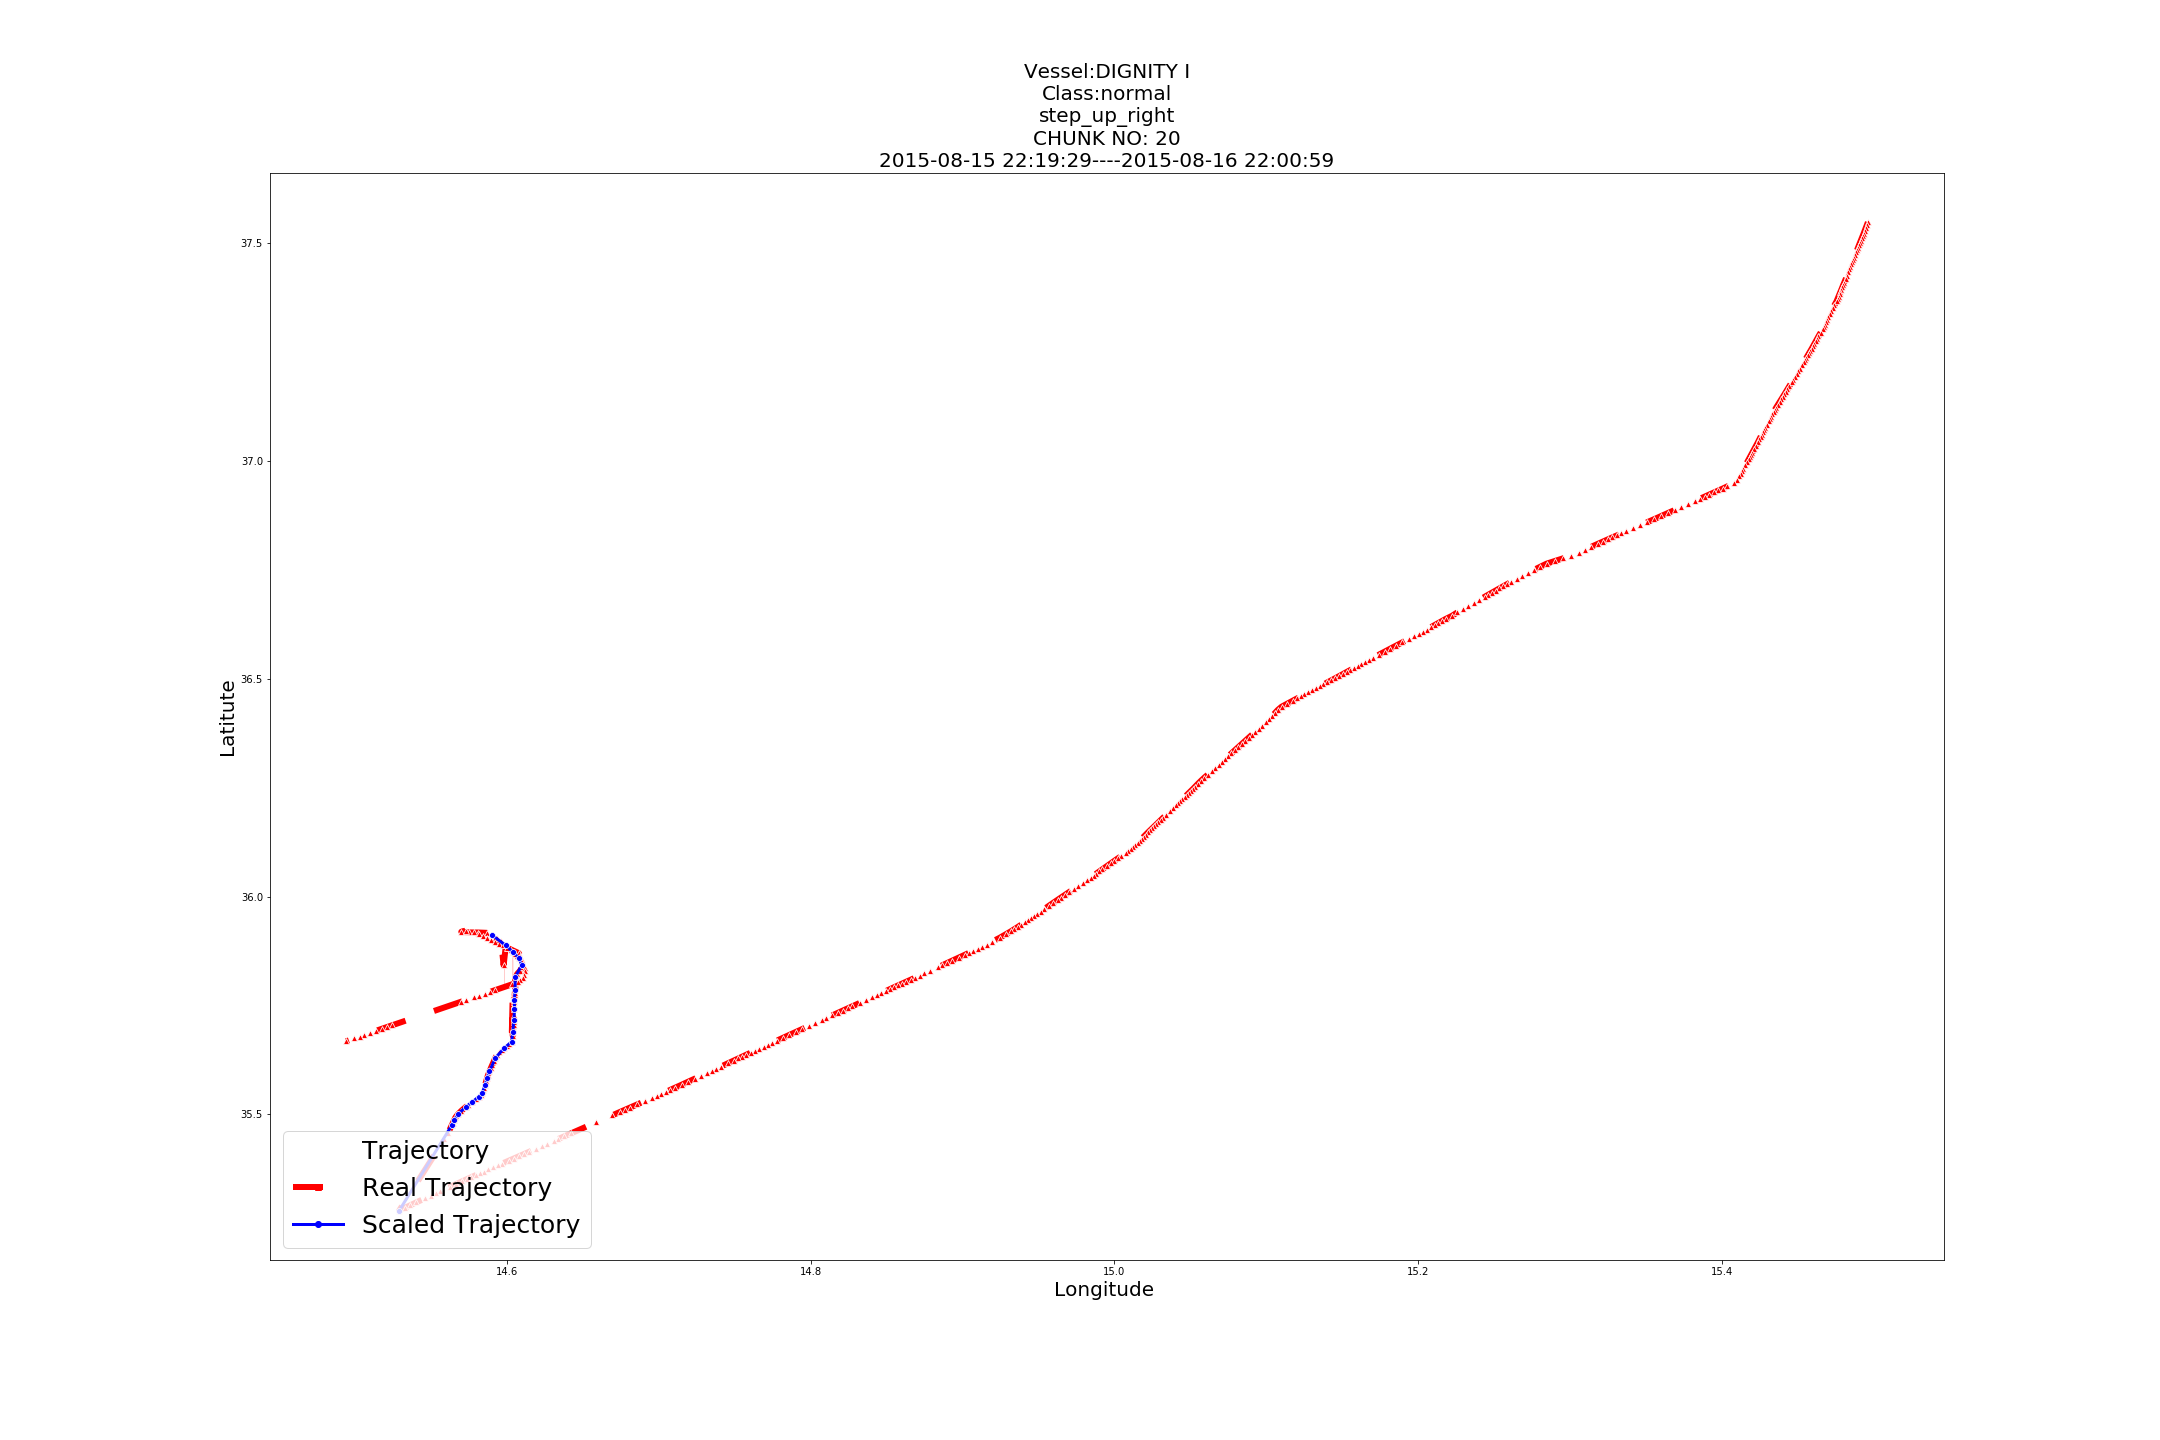 Vessel:DIGNITY I
Class:normal
step_up_right
CHUNK NO: 20
2015-08-15 22:19:29----2015-08-16 22:00:59
37.5
37.0
36.5
36.0
35.5
Latitute
Trajectory
Real Trajectory
Scaled Trajectory
14.6 14.8 15.0 15.2 15.4
Longitude